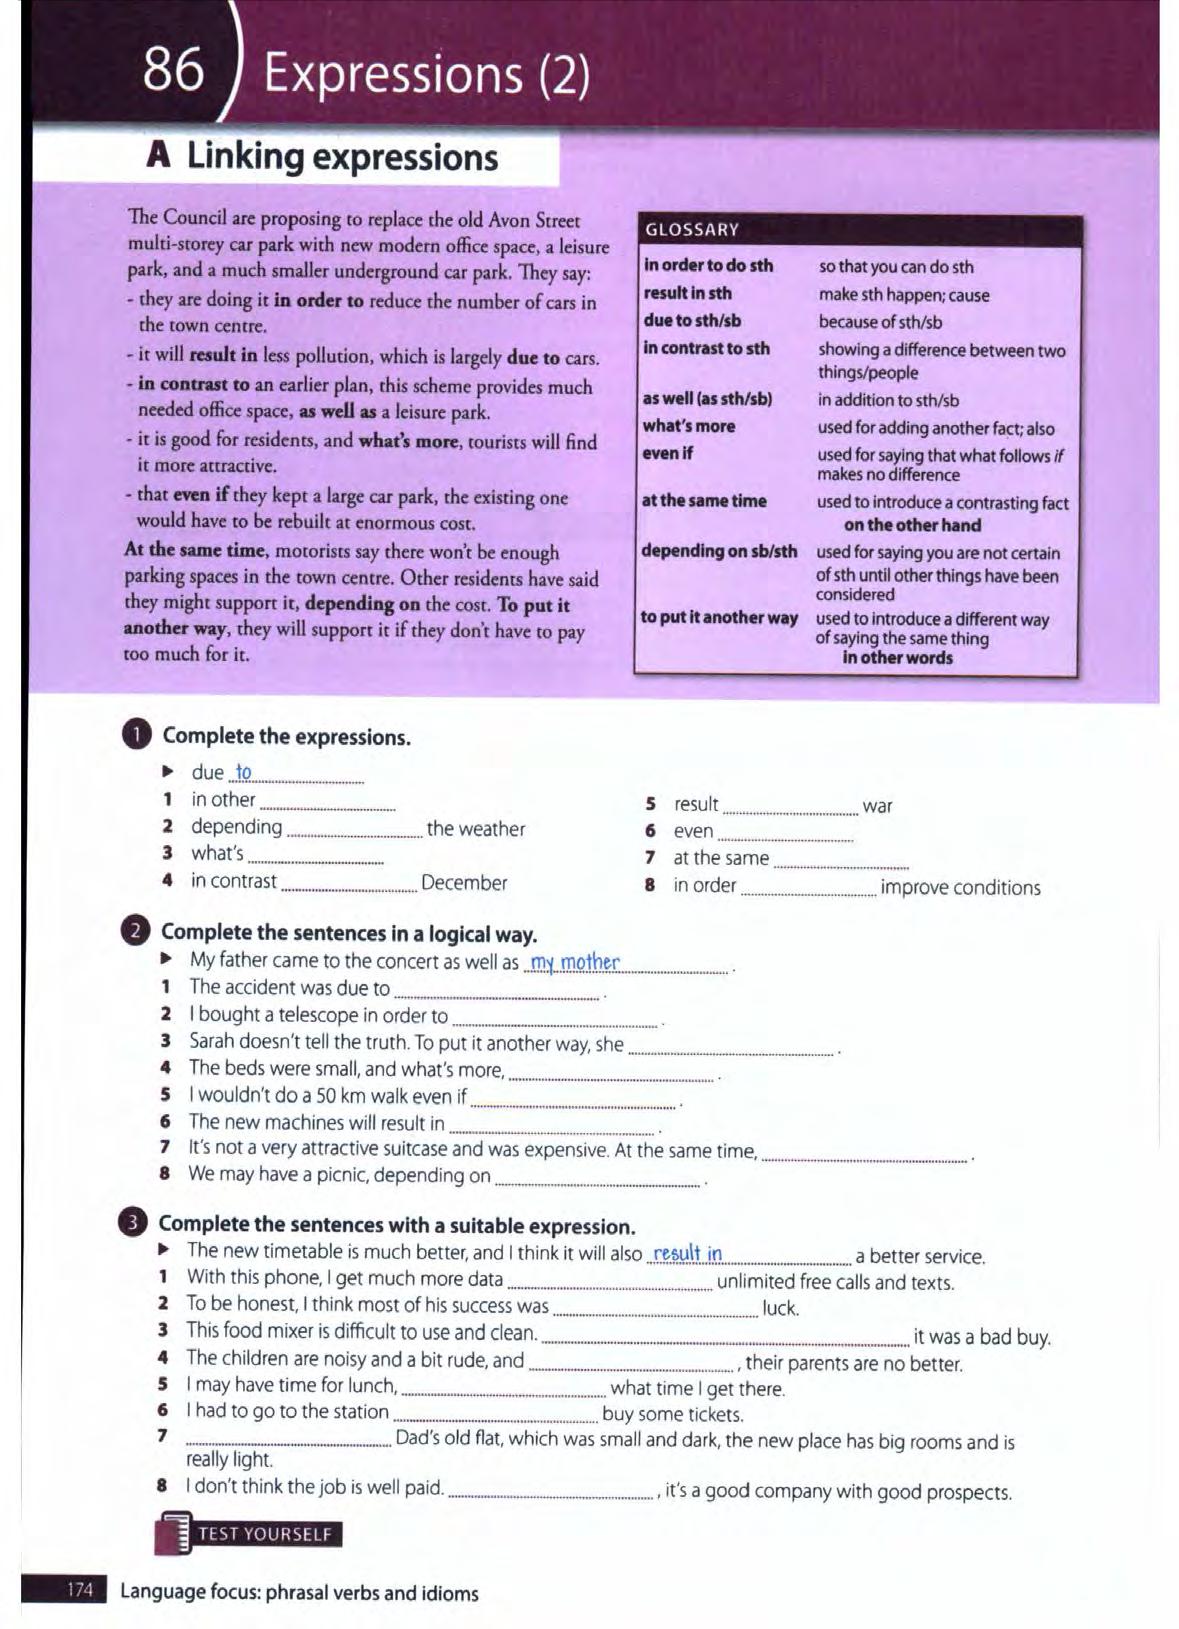 86 Expressions (2)
A Linking expressions
The Council are proposing to replace the old Avon Street
multi-storey car park with new modern office space, a leisure
park, and a much smaller underground car park. They say:
- they are doing it in order to reduce the number of cars in
the town centre.
- it will result in less pollution, which is largely due to cars.
- in contrast to an earlier plan, this scheme provides much
needed office space, as well as a leisure park.
- it is good for residents, and what's more, tourists will find
it more attractive.
- that even if they kept a large car park, the existing one
would have to be rebuilt at enormous cost.
At the same time, motorists say there won't be enough
parking spaces in the town centre. Other residents have said
they might support it, depending on the cost. To put it
another way, they will support it if they don't have to pay
too much for it.
GLOSSARY
in order to do sth so that you can do sth
result in sth make sth happen; cause
due to sth/sb because of sth/sb
in contrast to sth showing a difference between two
things/people
as well (as sth/sb) in addition to sth/sb
what's more used for adding another fact; also
even if used for saying that what follows if
makes no difference
at the same time used to introduce a contrasting fact
on the other hand
depending on sb/sth used for saying you are not certain
of sth until other things have been
considered
to put it another way used to introduce a different way
of saying the same thing
in other words
1 Complete the expressions.
▶ due to
1 in other ........
2 depending ........ the weather
3 what's ........
4 in contrast ........ December
5 result ........ war
6 even ........
7 at the same ........
8 in order ........ improve conditions
2 Complete the sentences in a logical way.
▶ My father came to the concert as well as my mother ........ .
1 The accident was due to ........ .
2 I bought a telescope in order to ........ .
3 Sarah doesn't tell the truth. To put it another way, she ........ .
4 The beds were small, and what's more, ........ .
5 I wouldn't do a 50 km walk even if ........ .
6 The new machines will result in ........ .
7 It's not a very attractive suitcase and was expensive. At the same time, ........ .
8 We may have a picnic, depending on ........ .
3 Complete the sentences with a suitable expression.
▶ The new timetable is much better, and I think it will also result in ........ a better service.
1 With this phone, I get much more data ........ unlimited free calls and texts.
2 To be honest, I think most of his success was ........ luck.
3 This food mixer is difficult to use and clean. ........ it was a bad buy.
4 The children are noisy and a bit rude, and ........ , their parents are no better.
5 I may have time for lunch, ........ what time I get there.
6 I had to go to the station ........ buy some tickets.
7 ........ Dad's old flat, which was small and dark, the new place has big rooms and is
really light.
8 I don't think the job is well paid. ........ , it's a good company with good prospects.
TEST YOURSELF
174 Language focus: phrasal verbs and idioms